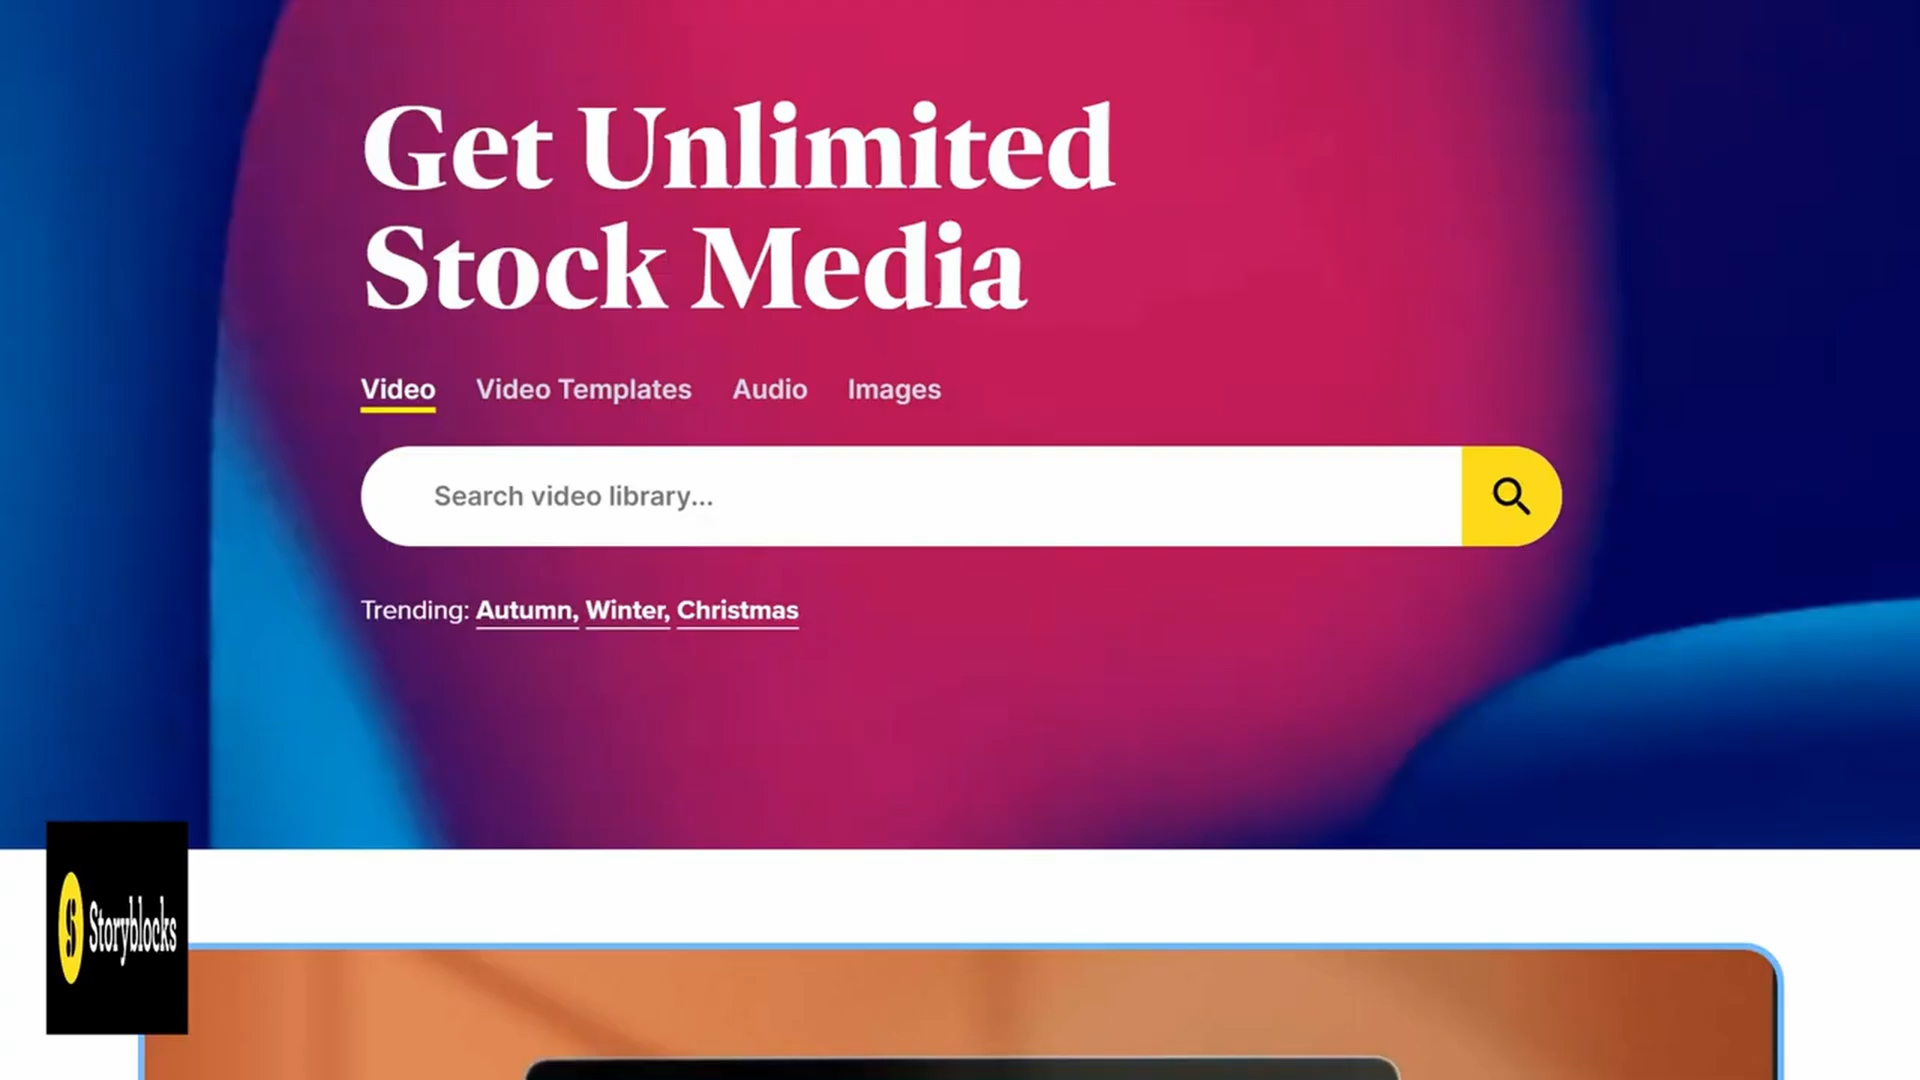 Get Unlimited
Stock Media
Video Video Templates Audio Images
Search video library...
Trending: Autumn, Winter, Christmas
Storyblocks